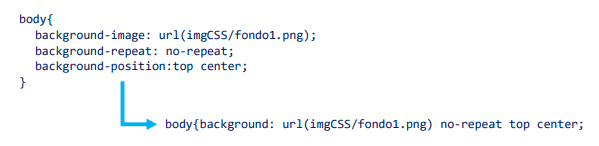 body{
background-image: url(imgCSS/fondo1.png);
background-repeat: no-repeat;
background-position:top center;
}
body{background: url(imgCSS/fondo1.png) no-repeat top center;